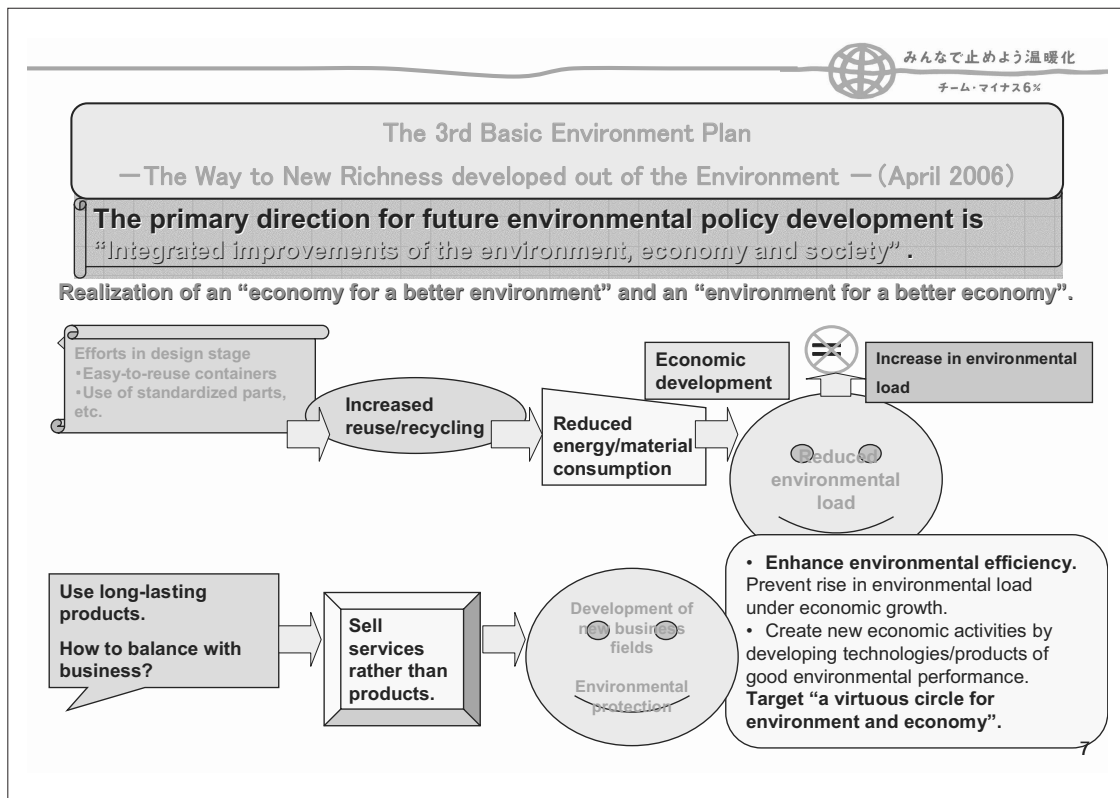 みんなで止めよう温暖化
チーム・マイナス6%
The 3rd Basic Environment Plan
－The Way to New Richness developed out of the Environment －(April 2006)
The primary direction for future environmental policy development is
“Integrated improvements of the environment, economy and society” .
Realization of an “economy for a better environment” and an “environment for a better economy”.
Efforts in design stage
•Easy-to-reuse containers
•Use of standardized parts,
etc.
Increased
reuse/recycling
Reduced
energy/material
consumption
Economic
development
=
Increase in environmental
load
Reduced
environmental
load
Use long-lasting
products.
How to balance with
business?
Sell
services
rather than
products.
Development of
new business
fields
Environmental
protection
• Enhance environmental efficiency.
Prevent rise in environmental load
under economic growth.
• Create new economic activities by
developing technologies/products of
good environmental performance.
Target “a virtuous circle for
environment and economy”.
7